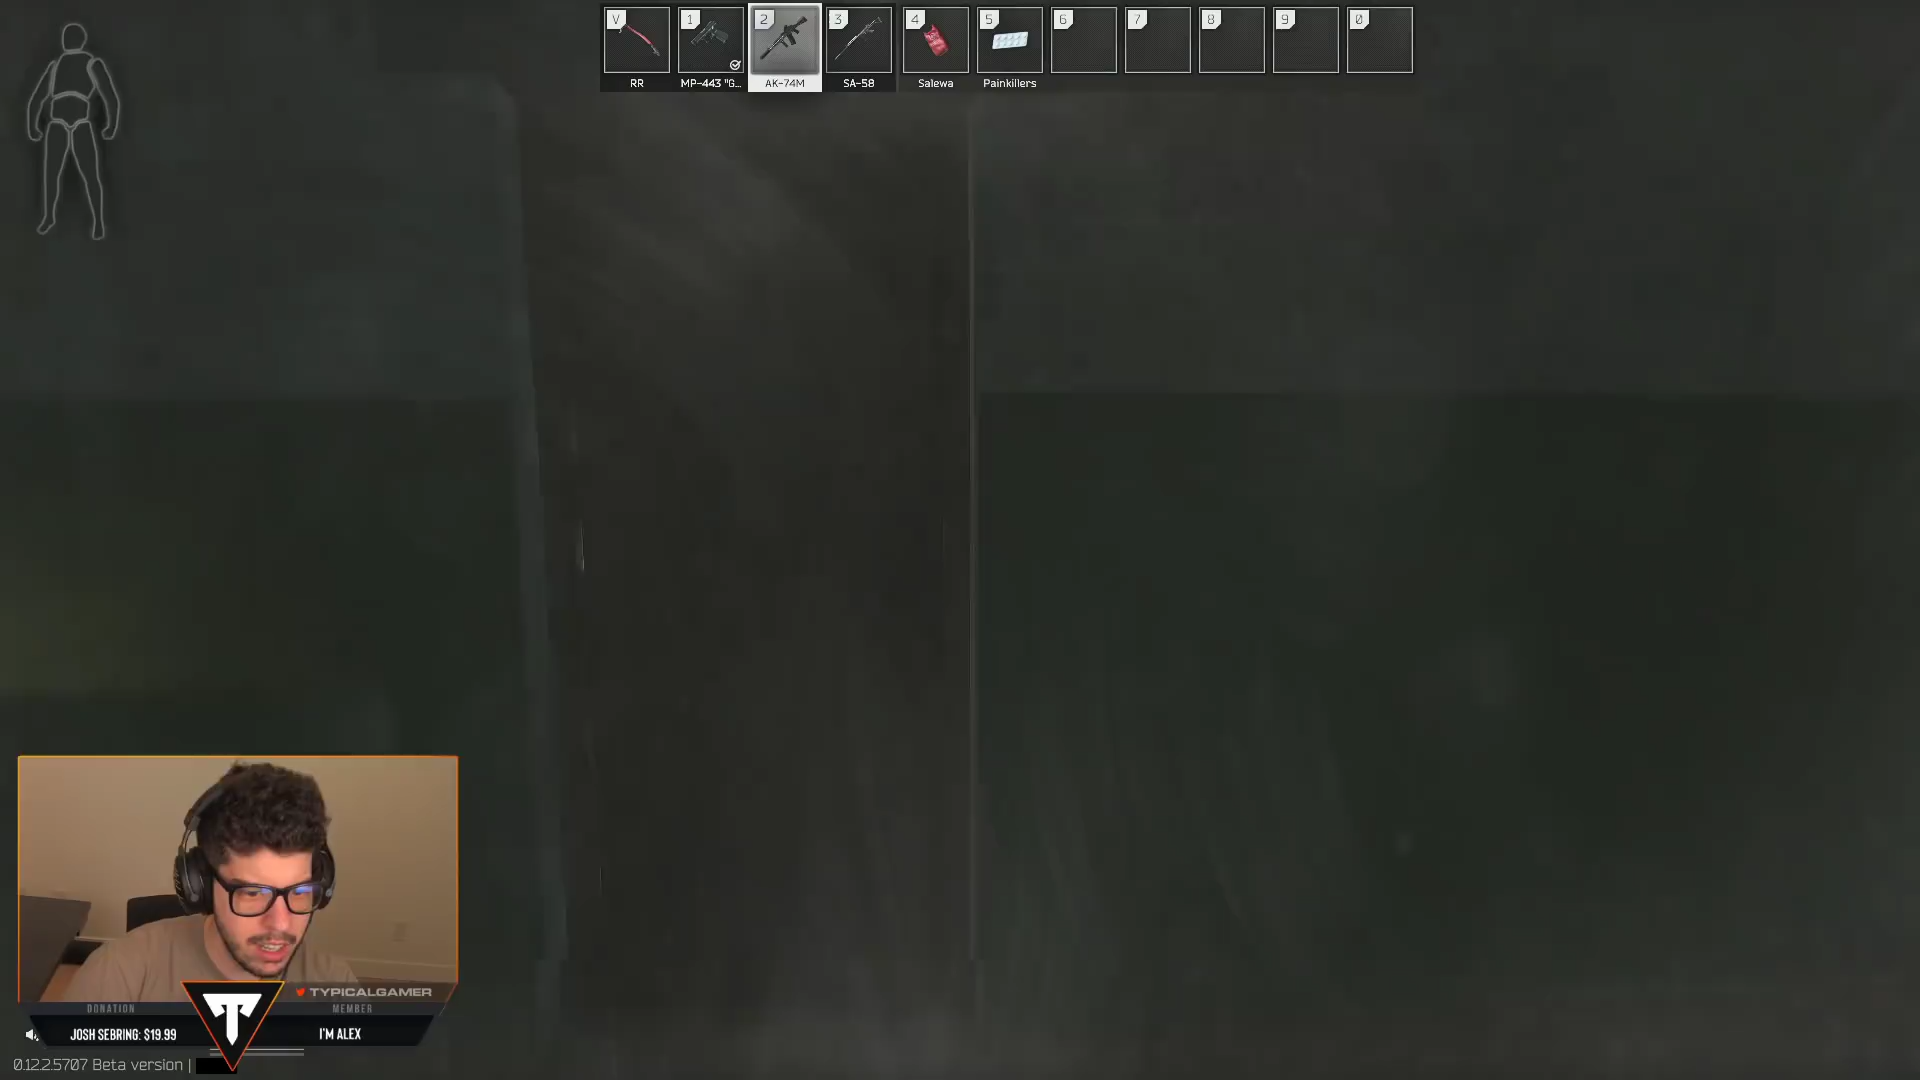 V 1 2 3 4 5 6 7 8 9 0
RR MP-443 "G... AK-74M SA-58 Salewa Painkillers
TYPICALGAMER
DONATION MEMBER
JOSH SEBRING: $19.99 I'M ALEX
0.12.2.5707 Beta version |